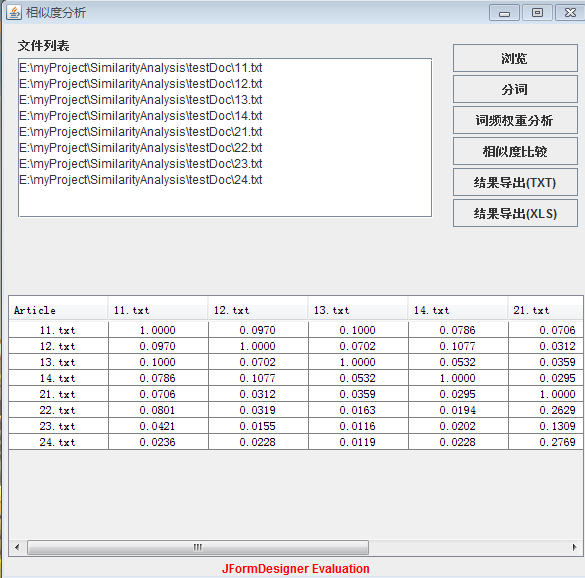 相似度分析
文件列表
E:\myProject\SimilarityAnalysis\testDoc\11.txt
E:\myProject\SimilarityAnalysis\testDoc\12.txt
E:\myProject\SimilarityAnalysis\testDoc\13.txt
E:\myProject\SimilarityAnalysis\testDoc\14.txt
E:\myProject\SimilarityAnalysis\testDoc\21.txt
E:\myProject\SimilarityAnalysis\testDoc\22.txt
E:\myProject\SimilarityAnalysis\testDoc\23.txt
E:\myProject\SimilarityAnalysis\testDoc\24.txt
浏览
分词
词频权重分析
相似度比较
结果导出(TXT)
结果导出(XLS)
Article 11.txt 12.txt 13.txt 14.txt 21.txt
11.txt 1.0000 0.0970 0.1000 0.0786 0.0706
12.txt 0.0970 1.0000 0.0702 0.1077 0.0312
13.txt 0.1000 0.0702 1.0000 0.0532 0.0359
14.txt 0.0786 0.1077 0.0532 1.0000 0.0295
21.txt 0.0706 0.0312 0.0359 0.0295 1.0000
22.txt 0.0801 0.0319 0.0163 0.0194 0.2629
23.txt 0.0421 0.0155 0.0116 0.0202 0.1309
24.txt 0.0236 0.0228 0.0119 0.0228 0.2769
JFormDesigner Evaluation